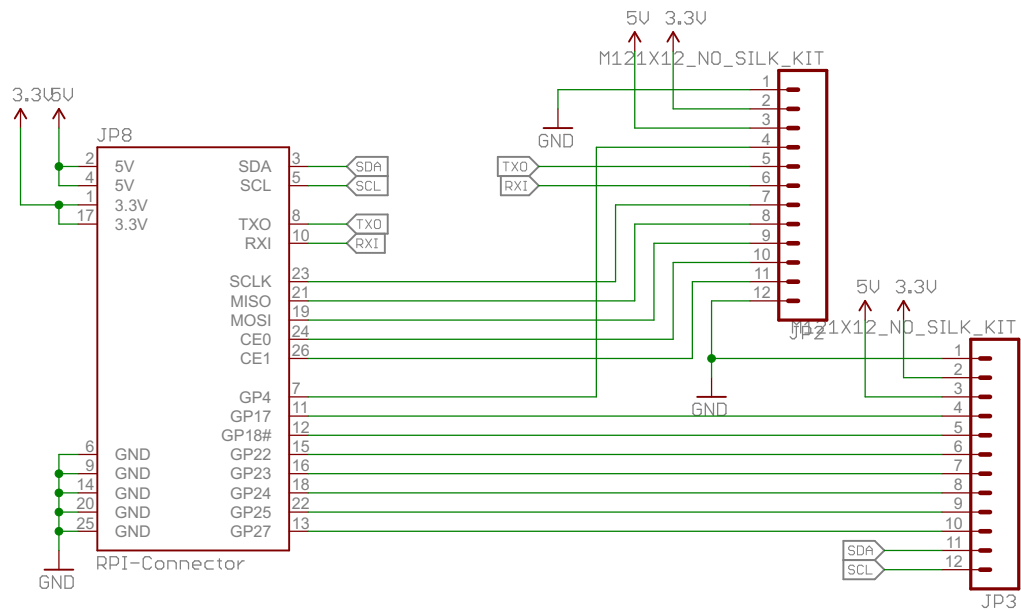 5V 3.3V
M121X12_NO_SILK_KIT
1
2
3
4
5
6
7
8
9
10
11
12
GND
TXO
RXI
JP2
3.3V 5V
JP8
2 5V SDA 3 SDA
4 5V SCL 5 SCL
1 3.3V
17 3.3V TXO 8 TXO
RXI 10 RXI
SCLK 23
MISO 21
MOSI 19
CE0 24
CE1 26
GP4 7
GP17 11
GP18# 12
6 GND GP22 15
9 GND GP23 16
14 GND GP24 18
20 GND GP25 22
25 GND GP27 13
RPI-Connector
GND
GND
5V 3.3V
M121X12_NO_SILK_KIT
1
2
3
4
5
6
7
8
9
10
SDA 11
SCL 12
JP3